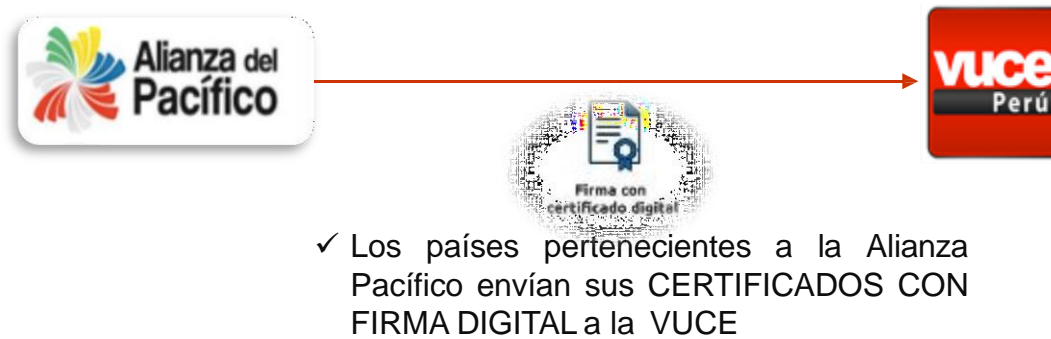 Alianza del
Pacífico
vuce
Perú
Firma con
certificado digital
✓ Los países pertenecientes a la Alianza
Pacífico envían sus CERTIFICADOS CON
FIRMA DIGITAL a la VUCE